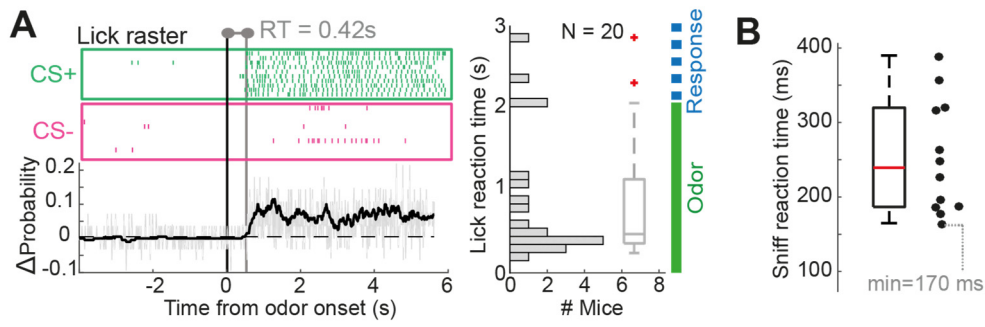 A
Lick raster
RT = 0.42s
CS+
CS-
ΔProbability
0.2
0.1
0
-0.1
-2
0
2
4
6
Time from odor onset (s)
Lick reaction time (s)
3
2
1
0
N = 20
0
2
4
6
8
# Mice
Response
Odor
B
Sniff reaction time (ms)
400
300
200
100
min=170 ms